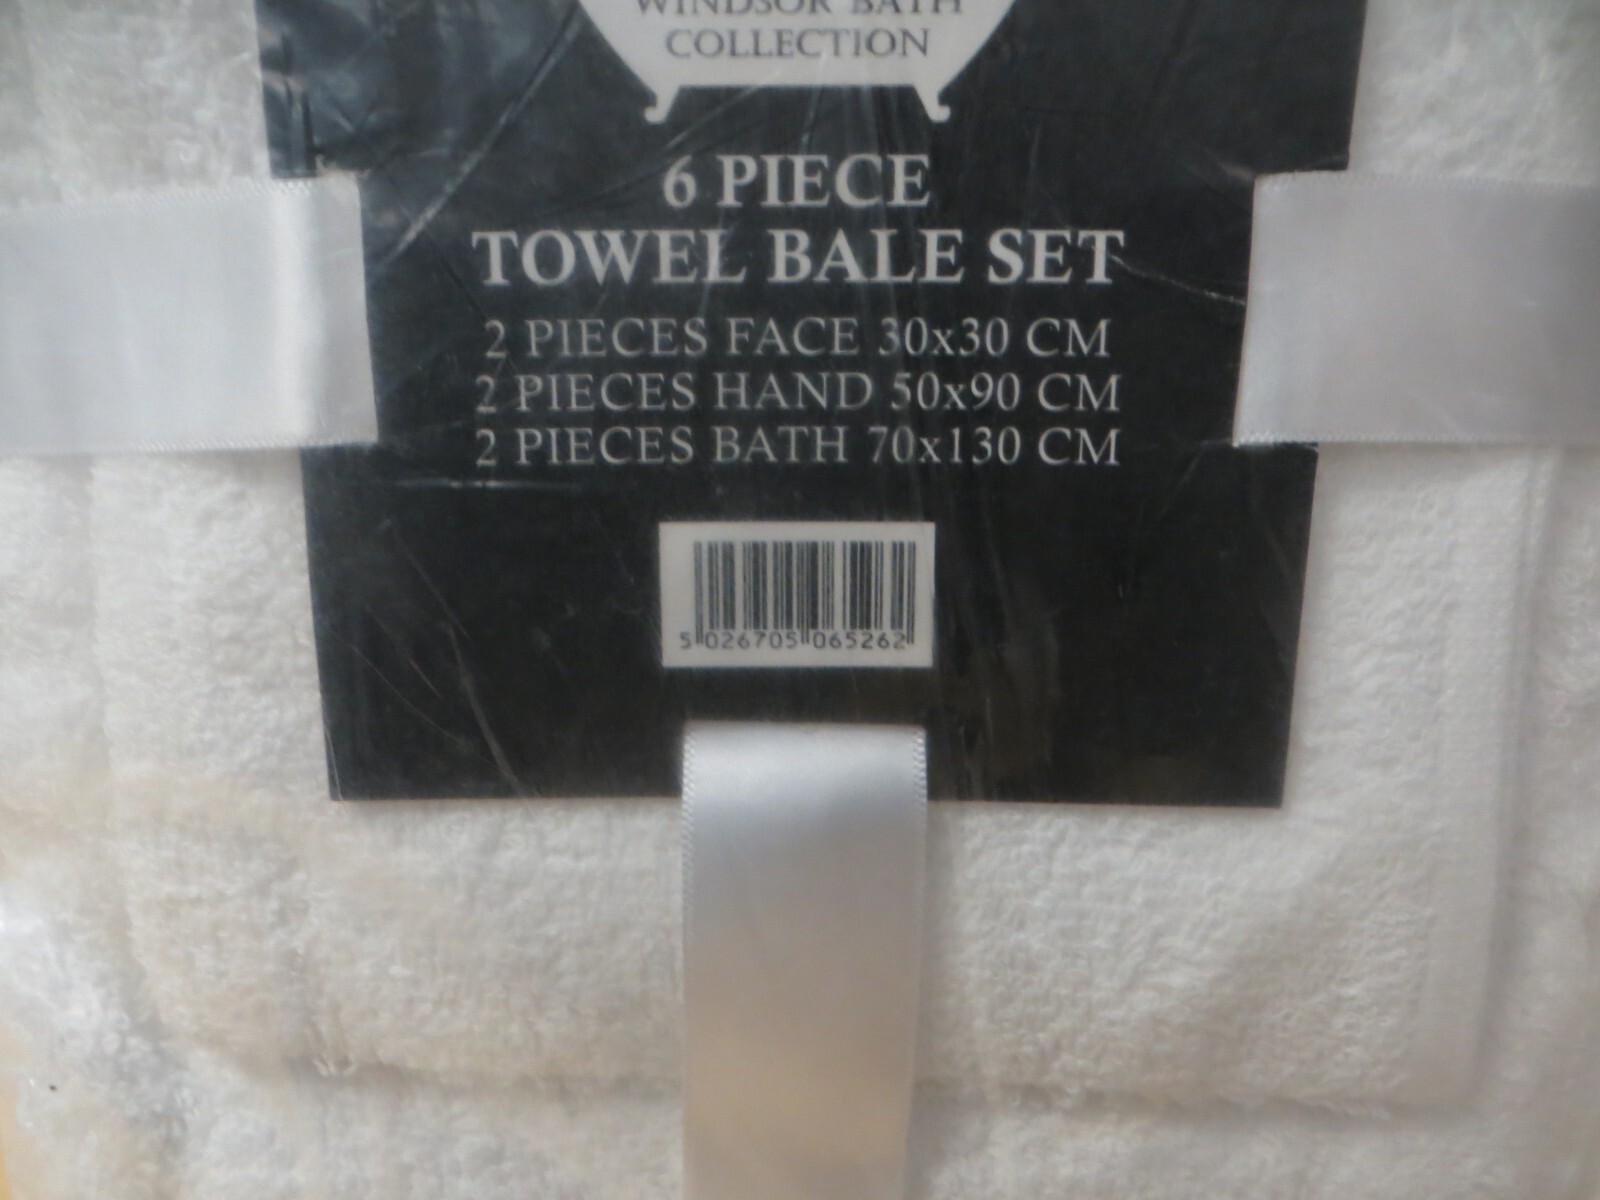 WINDSOR BATH
COLLECTION
6 PIECE
TOWEL BALE SET
2 PIECES FACE 30x30 CM
2 PIECES HAND 50x90 CM
2 PIECES BATH 70x130 CM
5 026705 065262